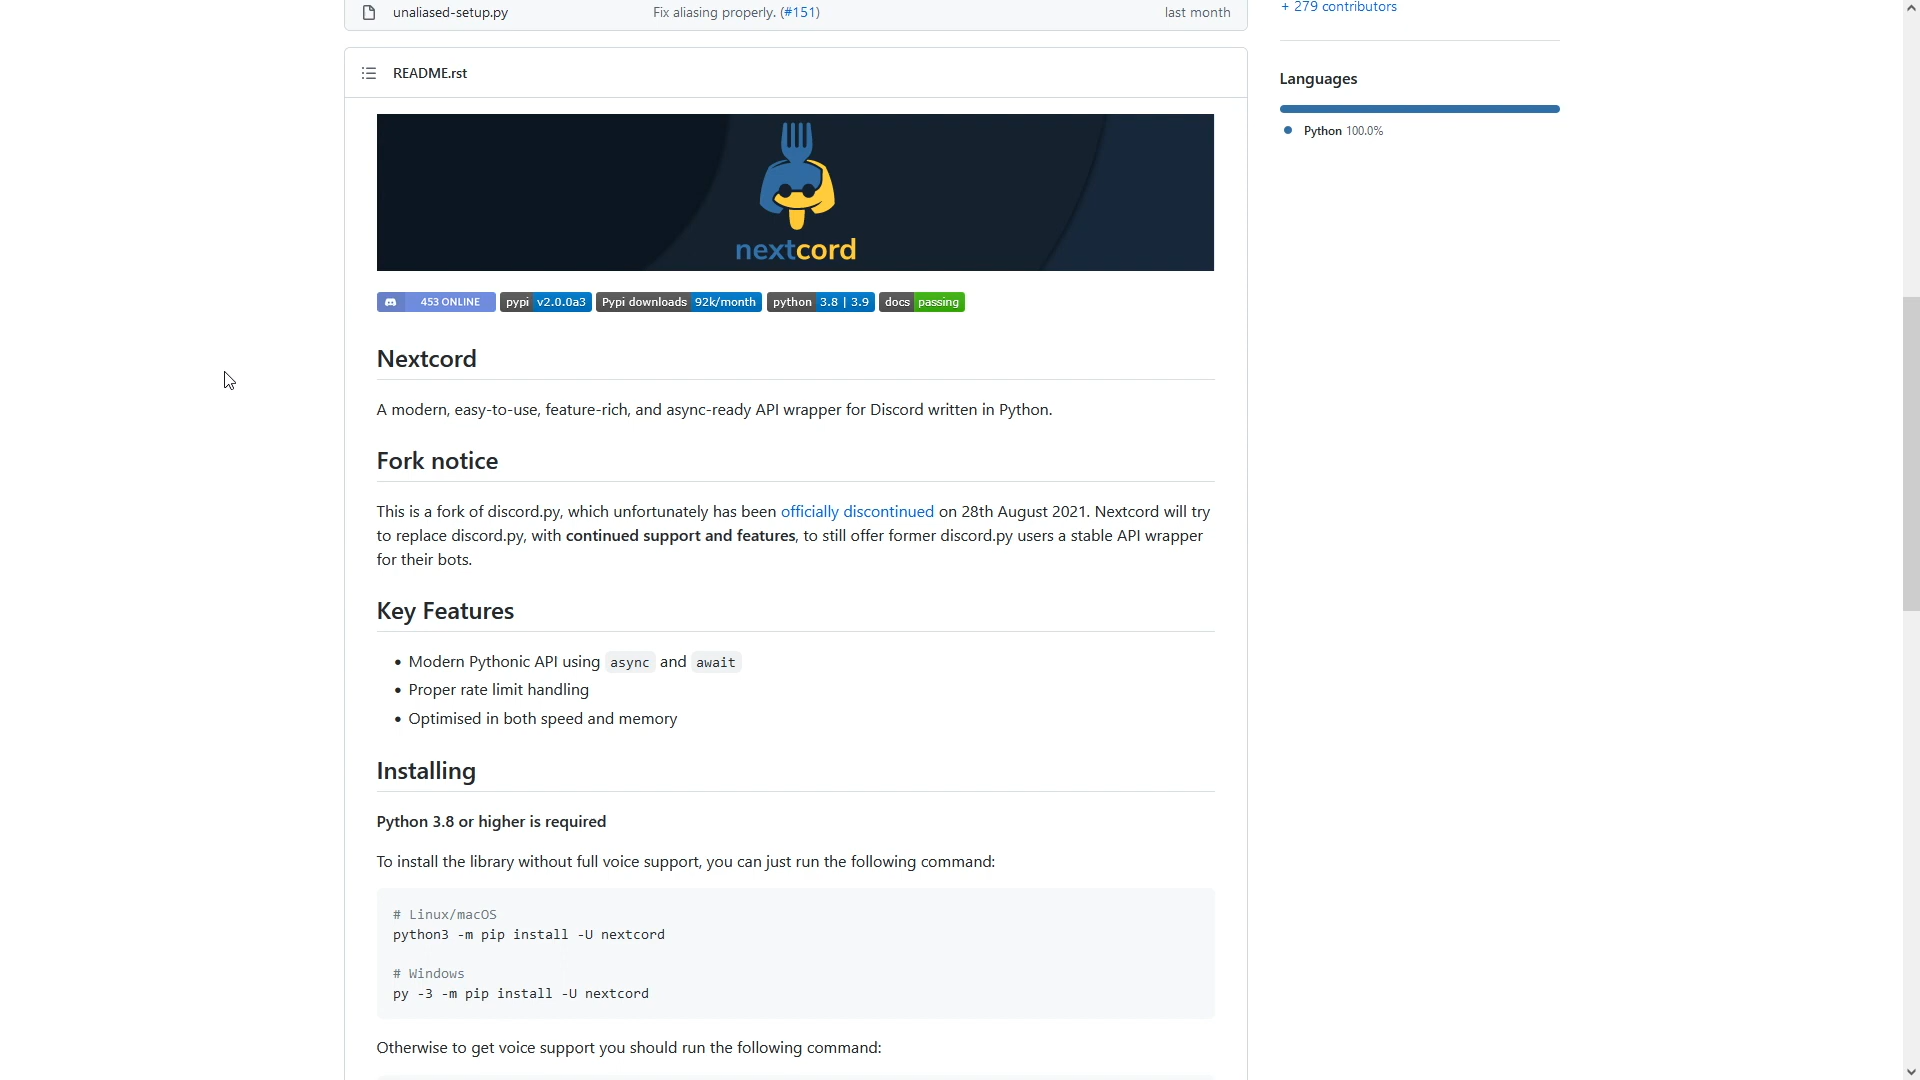 unaliased-setup.py Fix aliasing properly. (#151) last month
+ 279 contributors
README.rst
Languages
Python 100.0%
nextcord
453 ONLINE pypi v2.0.0a3 Pypi downloads 92k/month python 3.8 | 3.9 docs passing
Nextcord
A modern, easy-to-use, feature-rich, and async-ready API wrapper for Discord written in Python.
Fork notice
This is a fork of discord.py, which unfortunately has been officially discontinued on 28th August 2021. Nextcord will try
to replace discord.py, with continued support and features, to still offer former discord.py users a stable API wrapper
for their bots.
Key Features
• Modern Pythonic API using async and await
• Proper rate limit handling
• Optimised in both speed and memory
Installing
Python 3.8 or higher is required
To install the library without full voice support, you can just run the following command:
# Linux/macOS
python3 -m pip install -U nextcord
# Windows
py -3 -m pip install -U nextcord
Otherwise to get voice support you should run the following command: